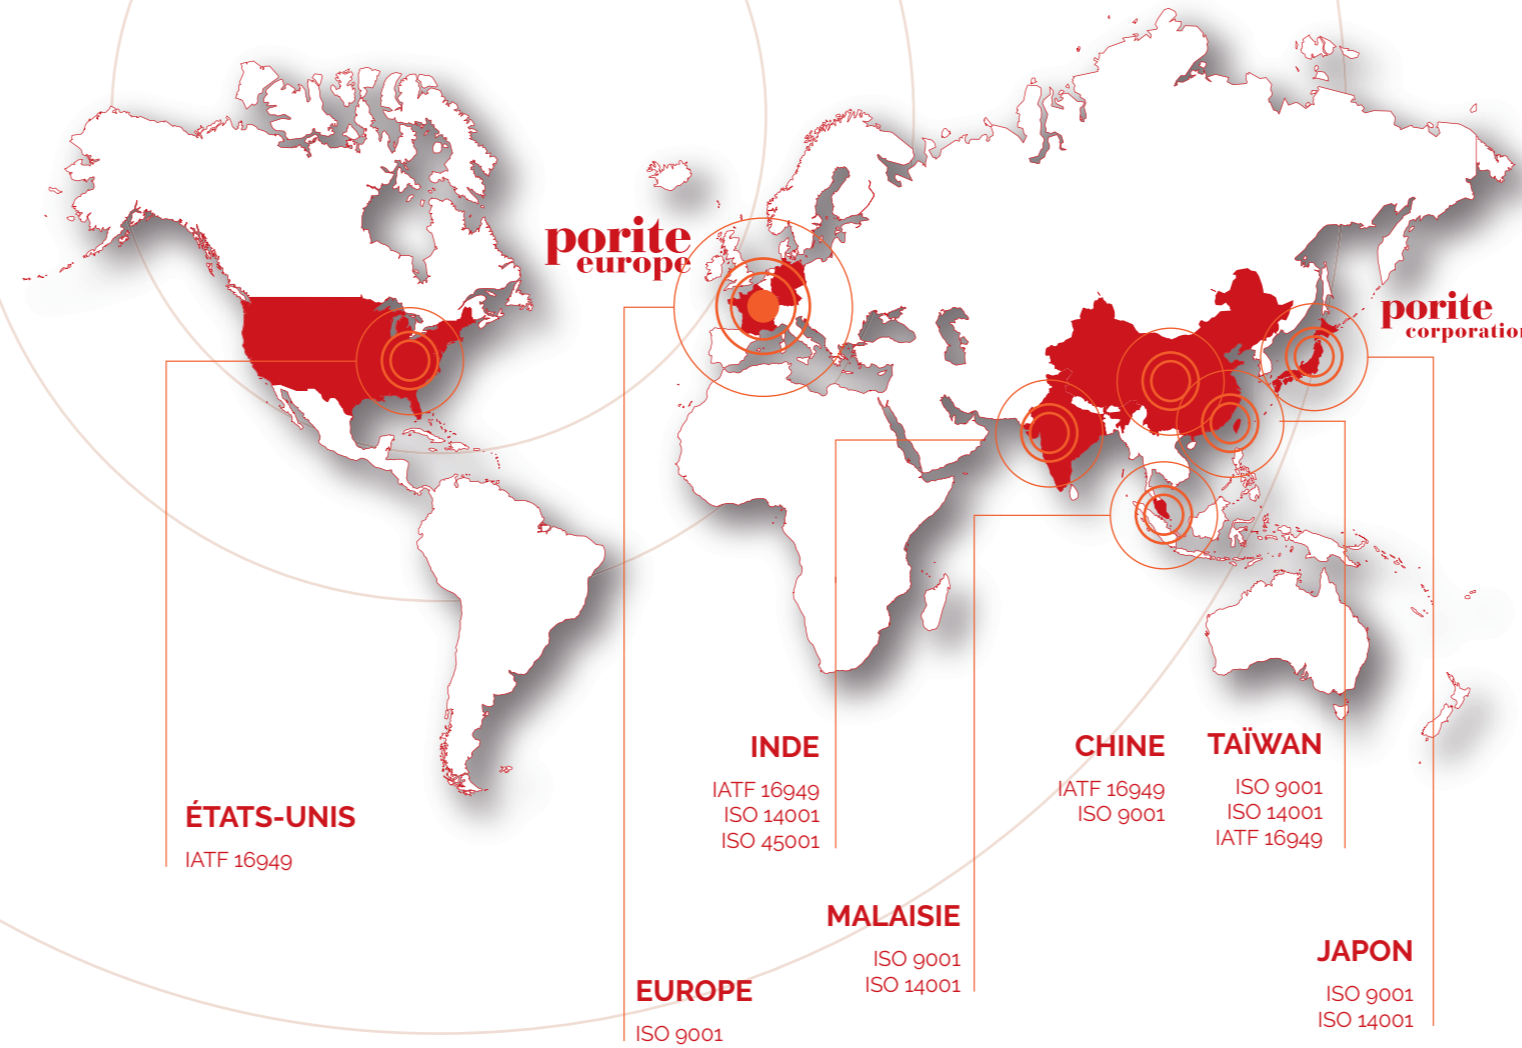 porite
europe
porite
corporation
INDE
IATF 16949
ISO 14001
ISO 45001
CHINE
IATF 16949
ISO 9001
TAÏWAN
ISO 9001
ISO 14001
IATF 16949
ÉTATS-UNIS
IATF 16949
MALAISIE
ISO 9001
ISO 14001
JAPON
ISO 9001
ISO 14001
EUROPE
ISO 9001